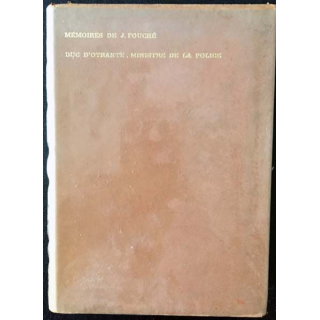 MÉMOIRES DE J. FOUCHÉ
DUC D'OTRANTE, MINISTRE DE LA POLICE